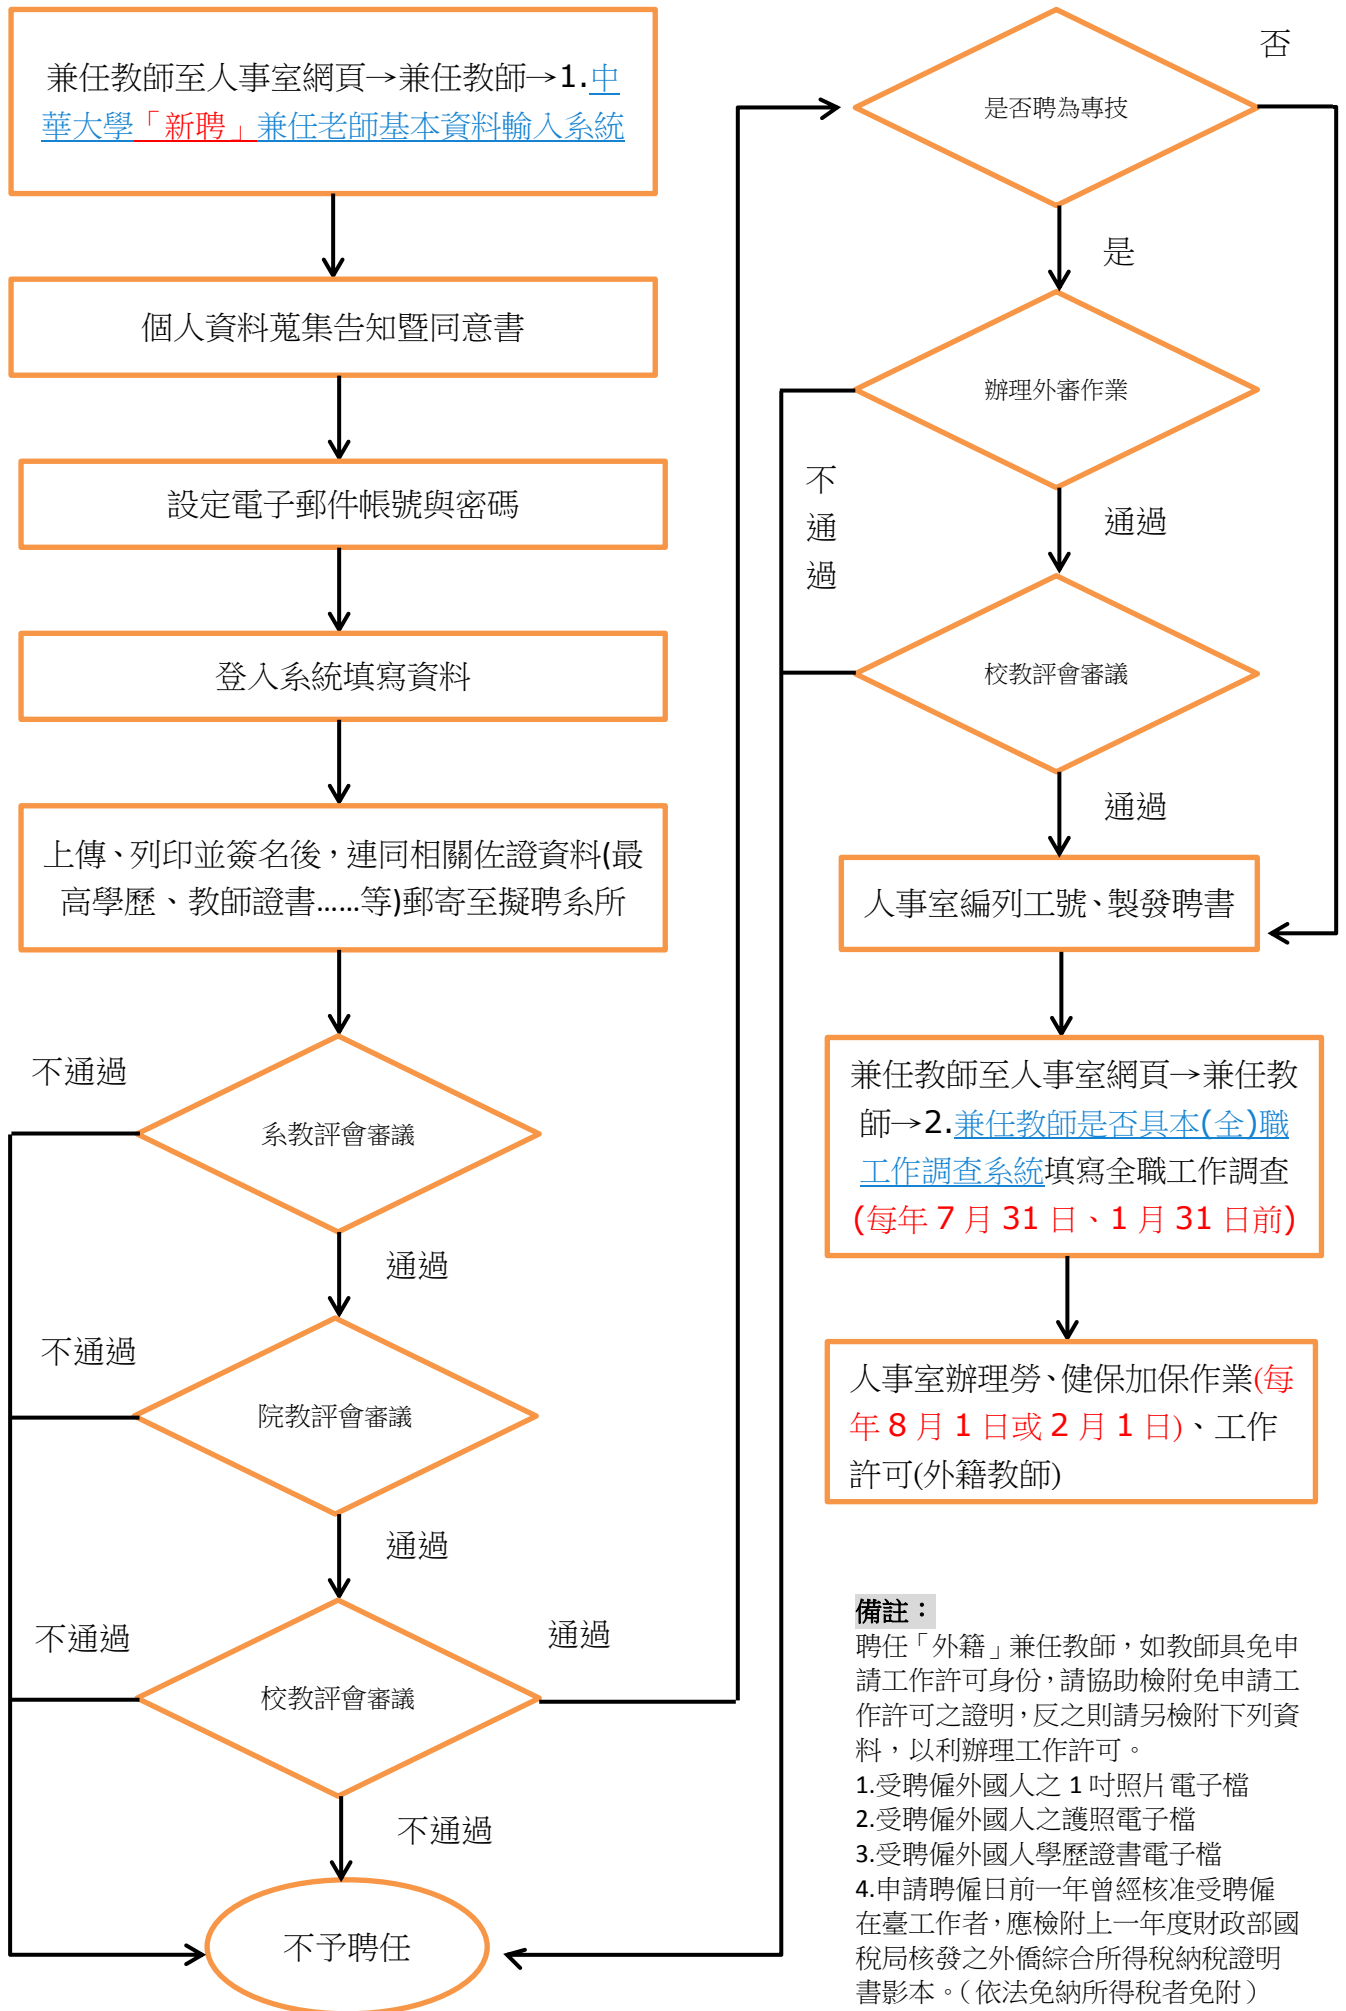 兼任教師至人事室網頁→兼任教師→1.中
華大學「新聘」兼任老師基本資料輸入系統
個人資料蒐集告知暨同意書
設定電子郵件帳號與密碼
登入系統填寫資料
上傳、列印並簽名後，連同相關佐證資料(最
高學歷、教師證書……等)郵寄至擬聘系所
不通過
系教評會審議
通過
不通過
院教評會審議
通過
不通過
校教評會審議
通過
不通過
不予聘任
否
是否聘為專技
是
辦理外審作業
不
通
過
通過
校教評會審議
通過
人事室編列工號、製發聘書
兼任教師至人事室網頁→兼任教
師→2.兼任教師是否具本(全)職
工作調查系統填寫全職工作調查
(每年 7 月 31 日、1 月 31 日前)
人事室辦理勞、健保加保作業(每
年 8 月 1 日或 2 月 1 日)、工作
許可(外籍教師)
備註：
聘任「外籍」兼任教師，如教師具免申
請工作許可身份，請協助檢附免申請工
作許可之證明，反之則請另檢附下列資
料，以利辦理工作許可。
1.受聘僱外國人之 1 吋照片電子檔
2.受聘僱外國人之護照電子檔
3.受聘僱外國人學歷證書電子檔
4.申請聘僱日前一年曾經核准受聘僱
在臺工作者，應檢附上一年度財政部國
稅局核發之外僑綜合所得稅納稅證明
書影本。（依法免納所得稅者免附）